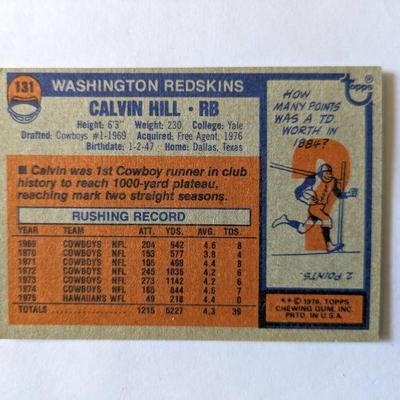 131
WASHINGTON REDSKINS
CALVIN HILL • RB
Height: 6'3" Weight: 230 College: Yale
Drafted: Cowboys #1-1969 Acquired: Free Agent, 1976
Birthdate: 1-2-47 Home: Dallas, Texas
■ Calvin was 1st Cowboy runner in club
history to reach 1000-yard plateau,
reaching mark two straight seasons.
RUSHING RECORD
YEAR TEAM ATT. YDS. AVG. TDS
1969 COWBOYS NFL 204 942 4.6 8
1970 COWBOYS NFL 153 577 3.8 4
1971 COWBOYS NFL 106 468 4.4 8
1972 COWBOYS NFL 245 1036 4.2 6
1973 COWBOYS NFL 273 1142 4.2 6
1974 COWBOYS NFL 185 844 4.6 7
1975 HAWAIIANS WFL 49 218 4.4 0
TOTALS 1215 5227 4.3 39
Topps
®
HOW
MANY POINTS
WAS A TD.
WORTH IN
1884?
2 POINTS.
** © 1976, TOPPS
CHEWING GUM, INC.
PNTD. IN U.S.A.